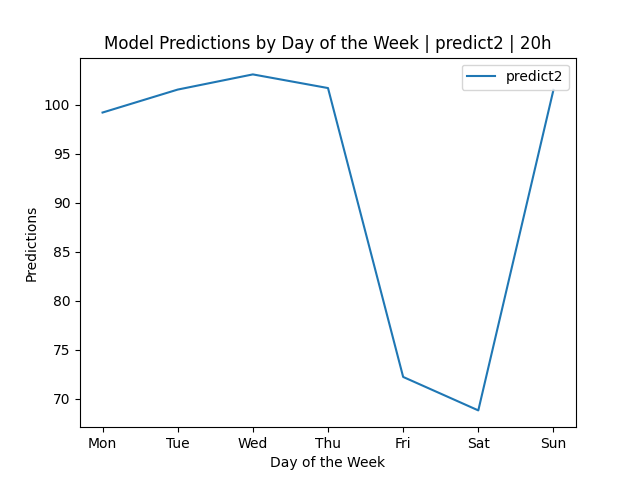 Model Predictions by Day of the Week | predict2 | 20h
predict2
100
95
90
85
80
75
70
Predictions
Mon Tue Wed Thu Fri Sat Sun
Day of the Week